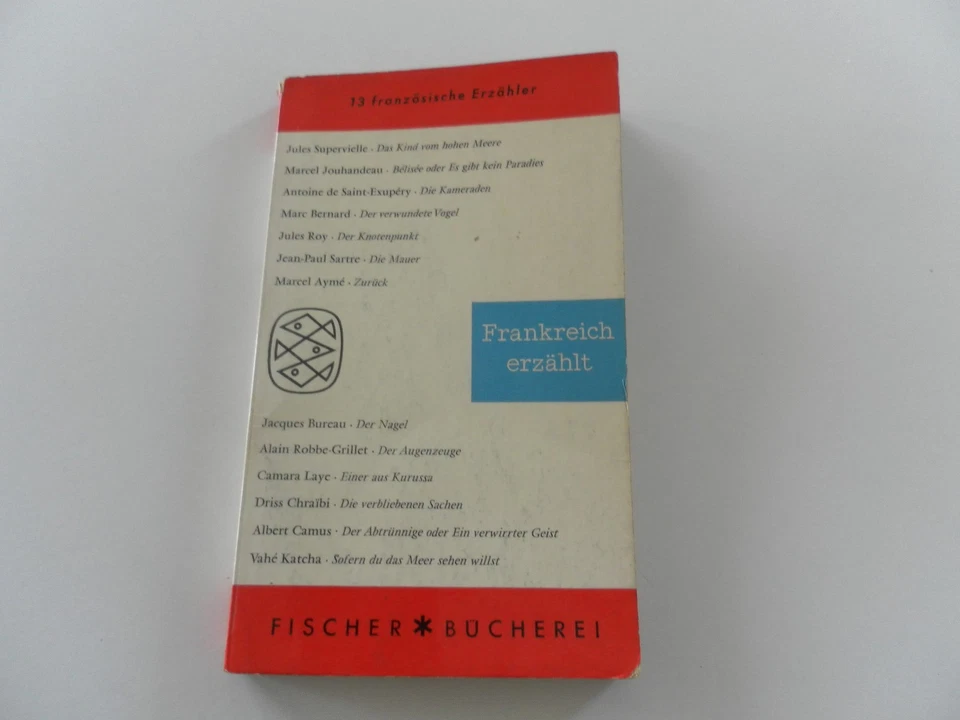 13 französische Erzähler
Jules Supervielle · Das Kind vom hohen Meere
Marcel Jouhandeau · Bélisée oder Es gibt kein Paradies
Antoine de Saint-Exupéry · Die Kameraden
Marc Bernard · Der verwundete Vogel
Jules Roy · Der Knotenpunkt
Jean-Paul Sartre · Die Mauer
Marcel Aymé · Zurück
Frankreich
erzählt
Jacques Bureau · Der Nagel
Alain Robbe-Grillet · Der Augenzeuge
Camara Laye · Einer aus Kurussa
Driss Chraïbi · Die verbliebenen Sachen
Albert Camus · Der Abtrünnige oder Ein verwirrter Geist
Vahé Katcha · Sofern du das Meer sehen willst
FISCHER * BÜCHEREI